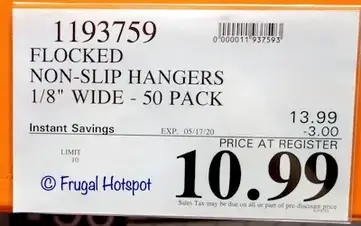 1193759
0 000011 937593
FLOCKED
NON-SLIP HANGERS
1/8" WIDE - 50 PACK
13.99
Instant Savings EXP. 05/17/20 -3.00
PRICE AT REGISTER
LIMIT
10
10.99
© Frugal Hotspot
Sales Tax may be due on all or part of pre-discount price